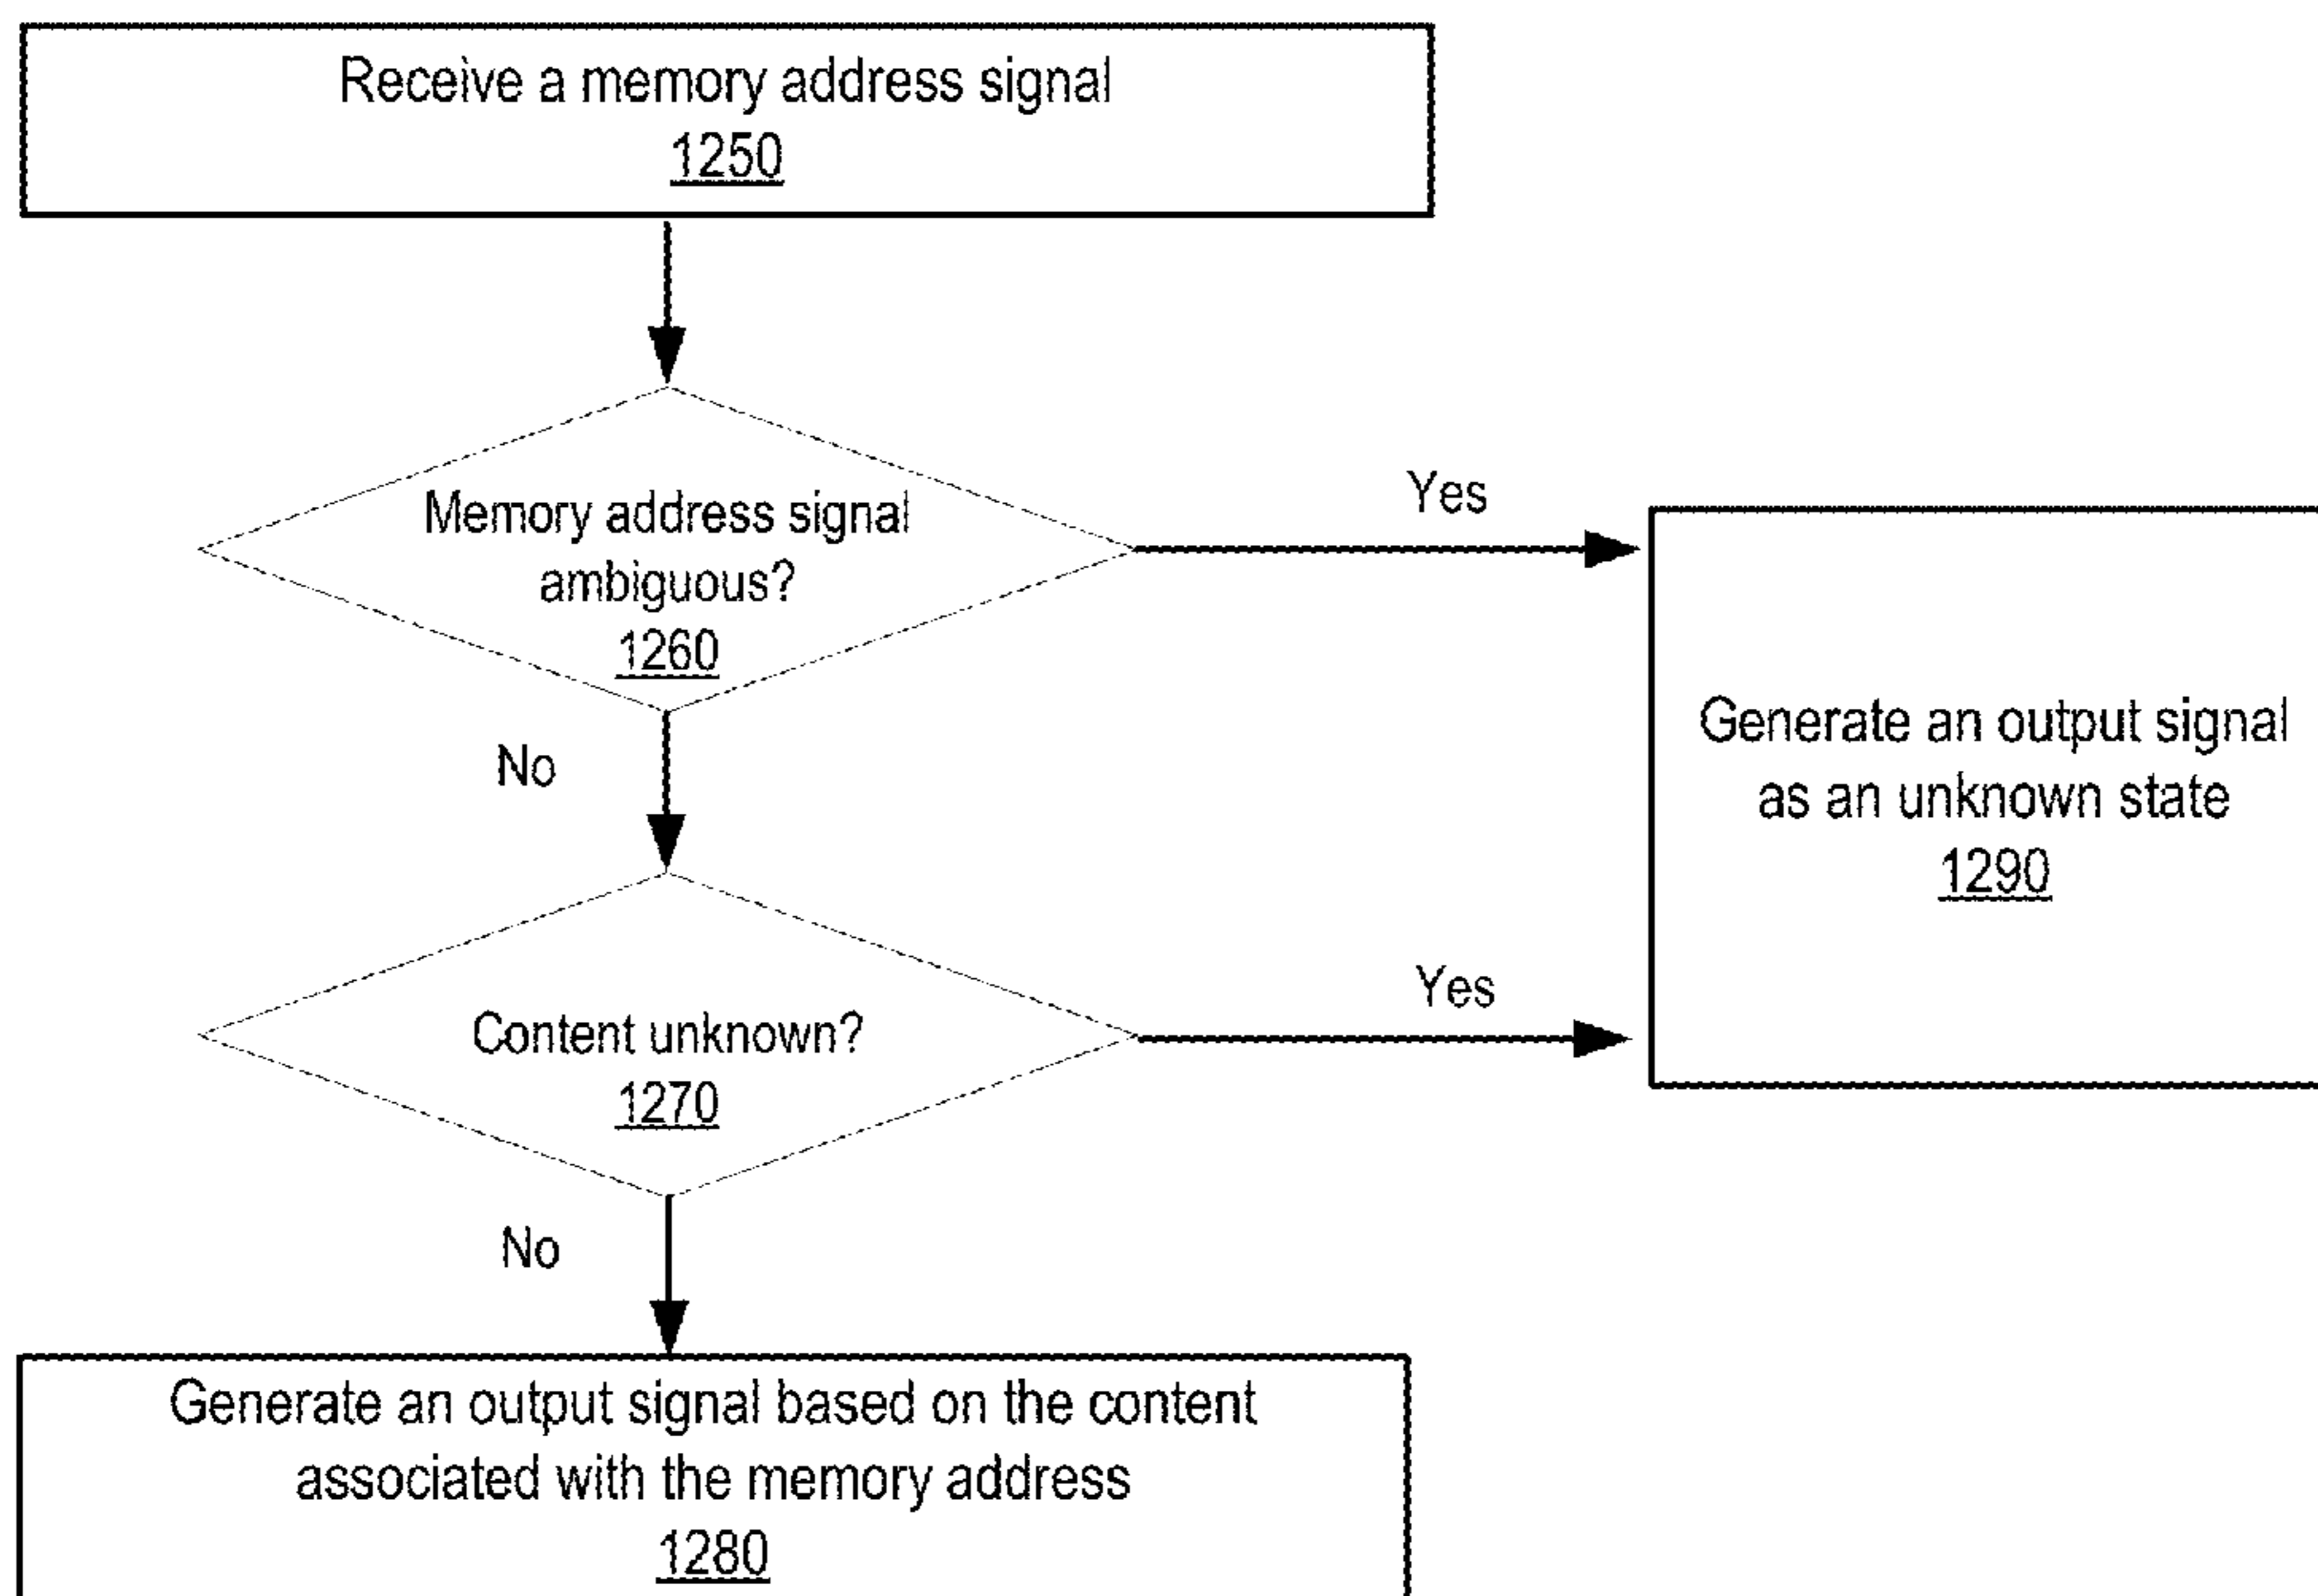 Receive a memory address signal
1250
Memory address signal
ambiguous?
1260
Yes
No
Generate an output signal
as an unknown state
1290
Content unknown?
1270
Yes
No
Generate an output signal based on the content
associated with the memory address
1280